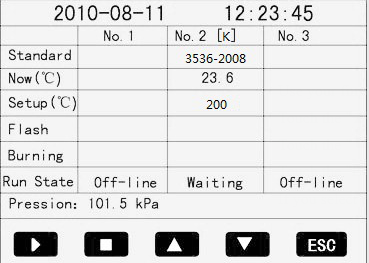 2010-08-11 12:23:45
No. 1 No. 2 [K] No. 3
Standard 3536-2008
Now(℃) 23.6
Setup(℃) 200
Flash
Burning
Run State Off-line Waiting Off-line
Pression: 101.5 kPa
ESC